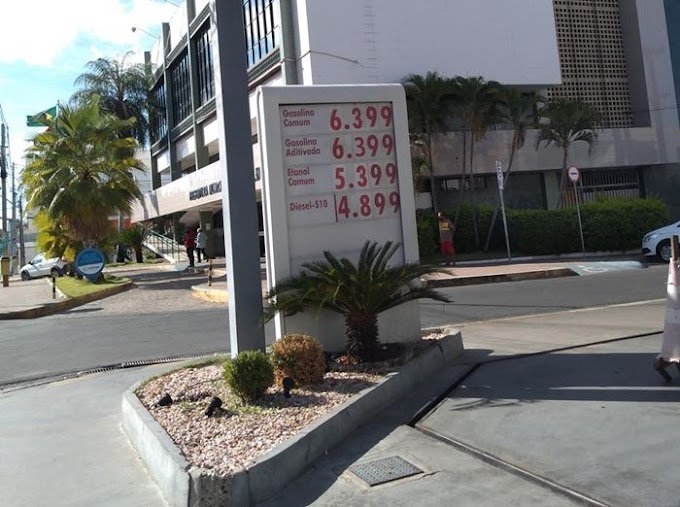 Gasolina
Comum 6.399
Gasolina
Aditivada 6.399
Etanol
Comum 5.399
Diesel-S10 4.899